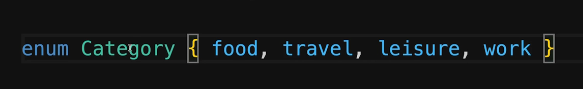 enum Category { food, travel, leisure, work }